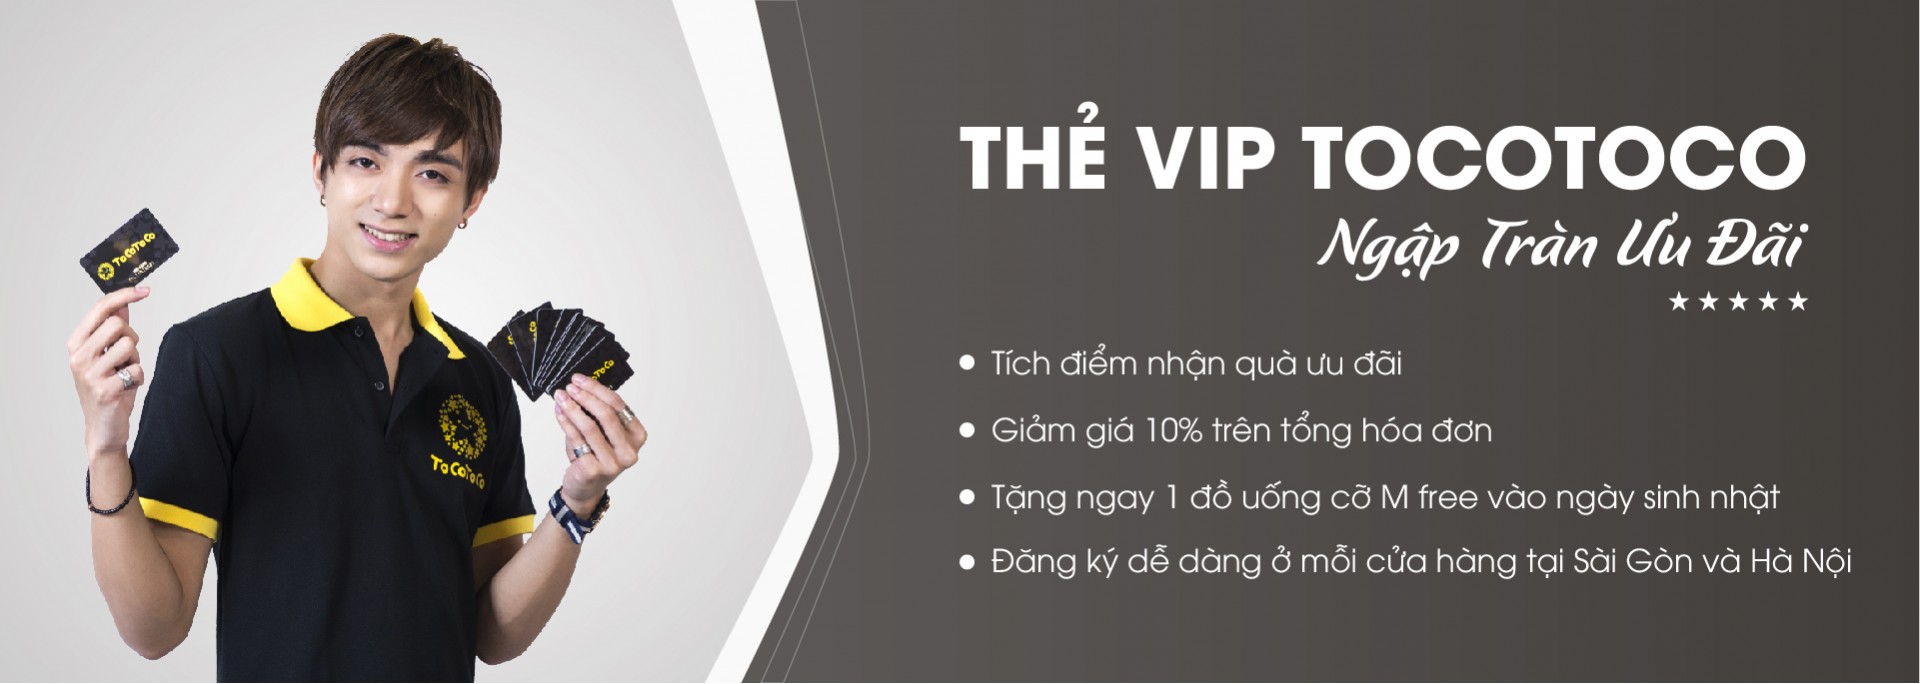 THẺ VIP TOCOTOCO
Ngập Tràn Ưu Đãi
Tích điểm nhận quà ưu đãi
Giảm giá 10% trên tổng hóa đơn
Tặng ngay 1 đồ uống cỡ M free vào ngày sinh nhật
Đăng ký dễ dàng ở mỗi cửa hàng tại Sài Gòn và Hà Nội
ToCoToCo
ToCoToCo